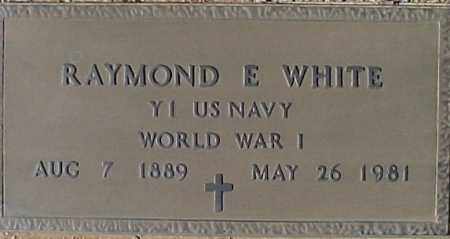 RAYMOND E WHITE
Y1 US NAVY
WORLD WAR I
AUG 7 1889 MAY 26 1981